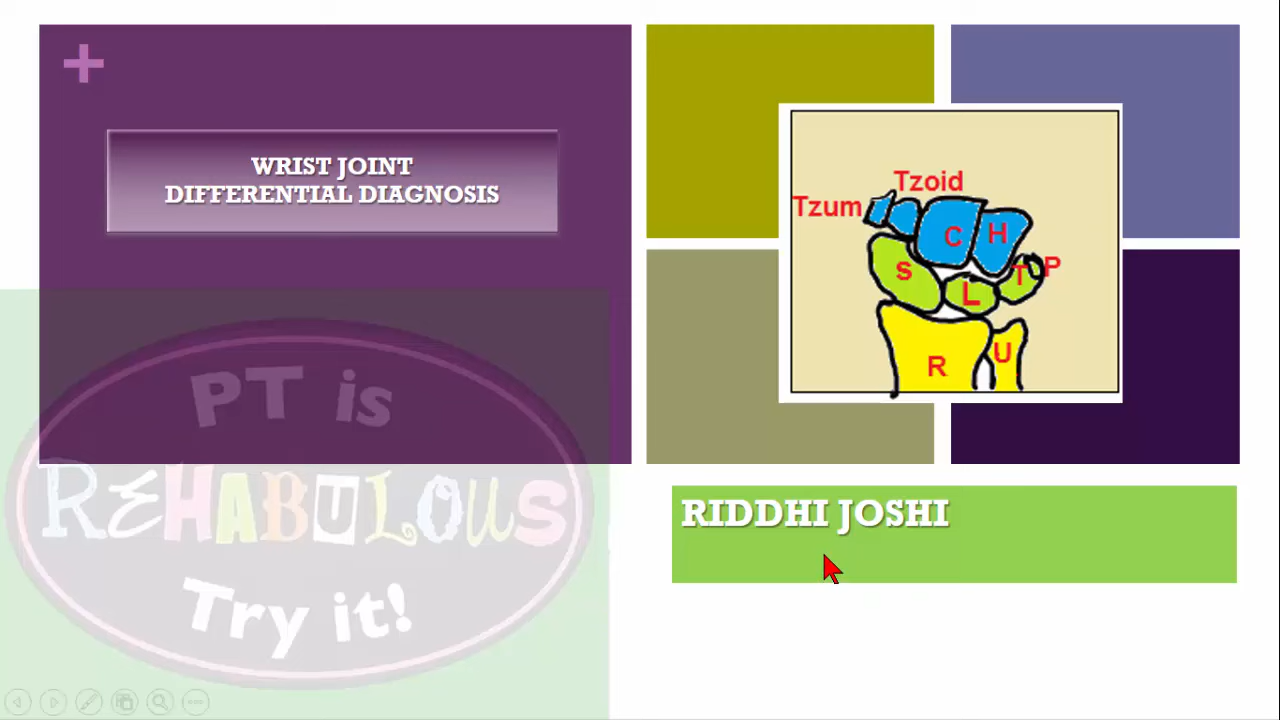 WRIST JOINT
DIFFERENTIAL DIAGNOSIS
Tzoid
Tzum
C H
S L T P
R U
PT is
REHABULOUS
Try it!
RIDDHI JOSHI